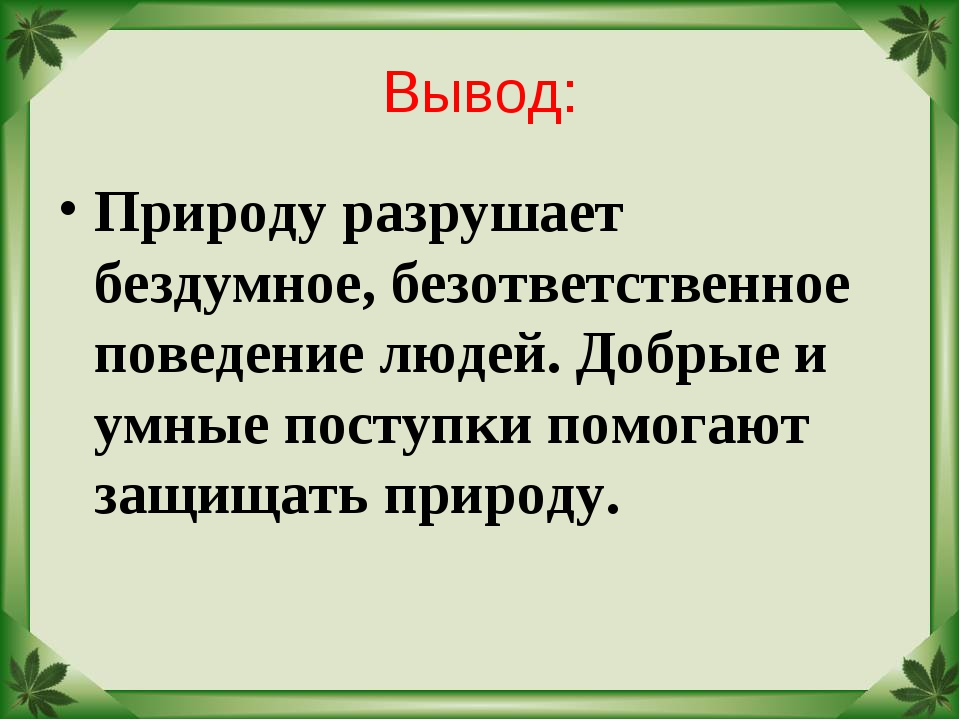 Вывод:
• Природу разрушает
бездумное, безответственное
поведение людей. Добрые и
умные поступки помогают
защищать природу.